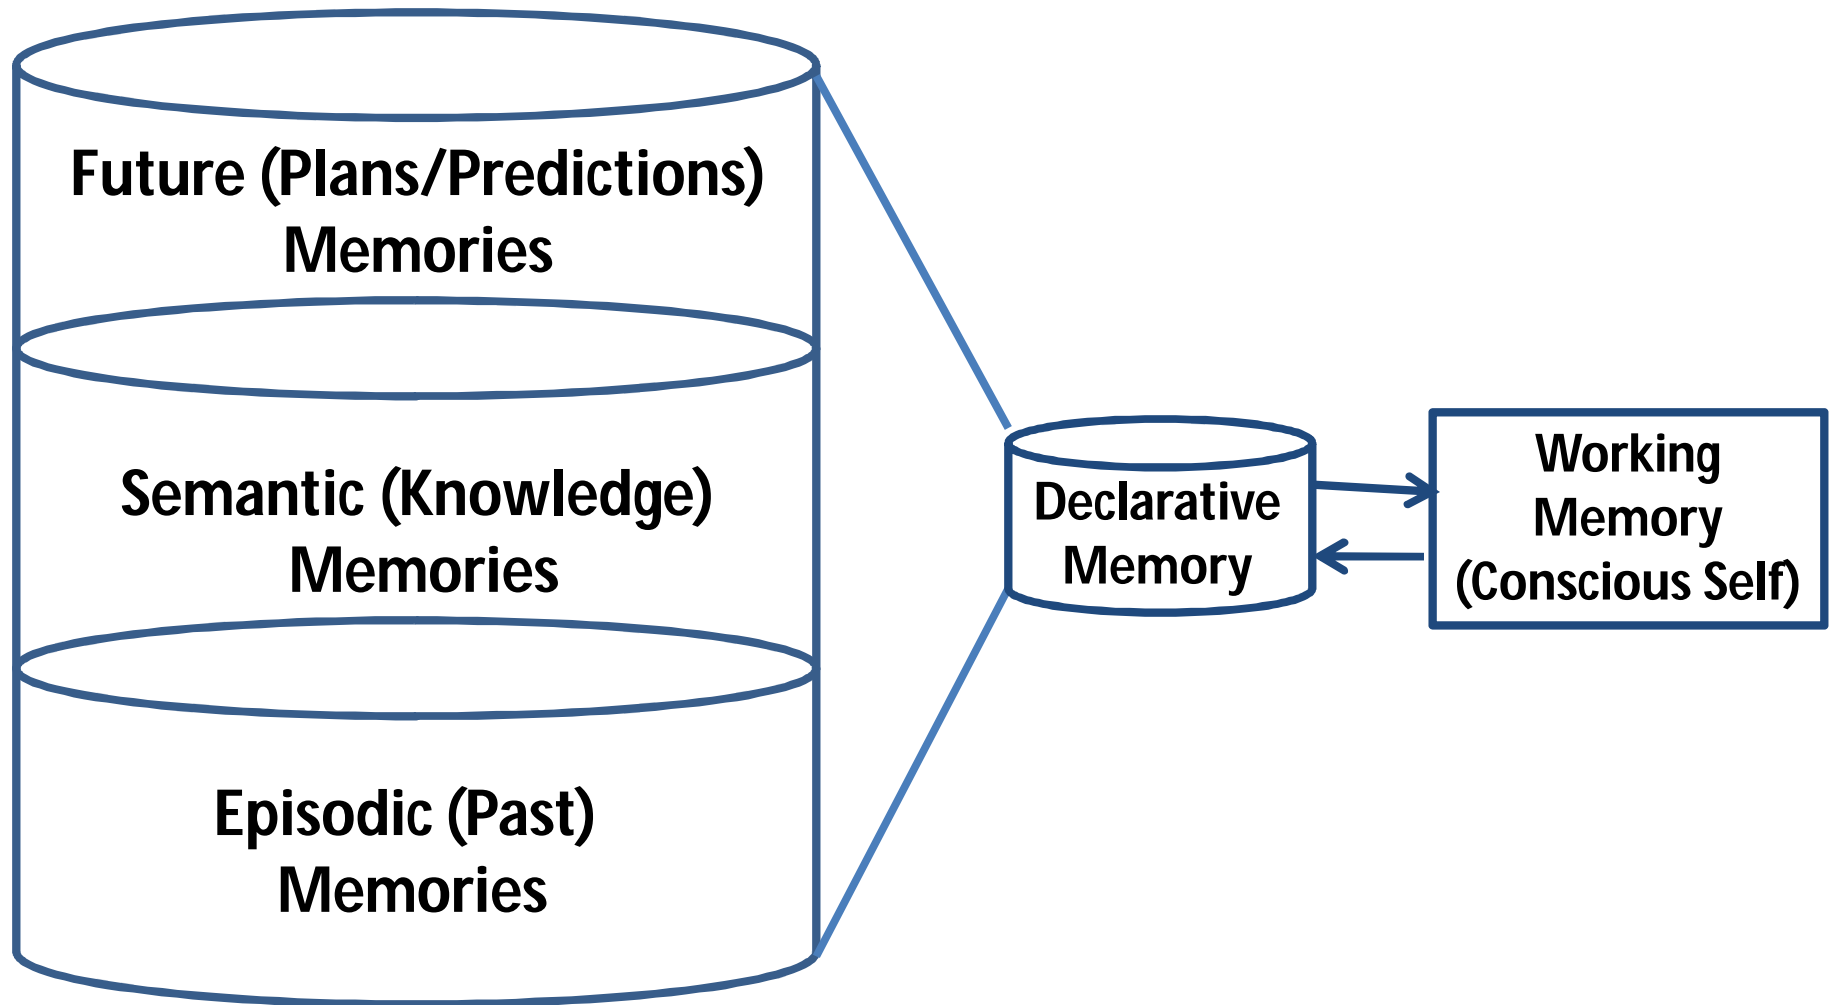 Future (Plans/Predictions)
Memories
Semantic (Knowledge)
Memories
Episodic (Past)
Memories
Declarative
Memory
Working
Memory
(Conscious Self)